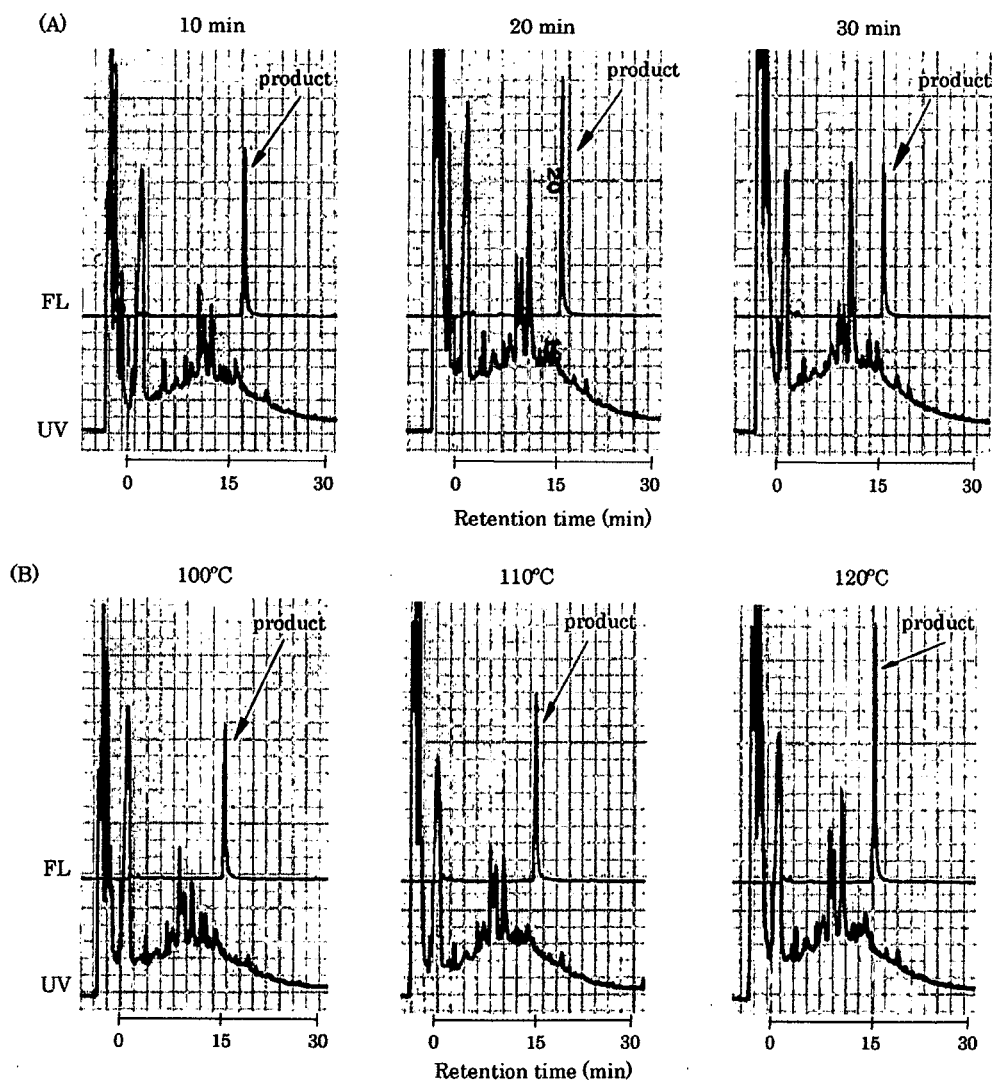 (A)
10 min
20 min
30 min
product
product
product
20
FL
UV
0 15 30
0 15 30
0 15 30
Retention time (min)
(B)
100°C
110°C
120°C
product
product
product
FL
UV
0 15 30
0 15 30
0 15 30
Retention time (min)